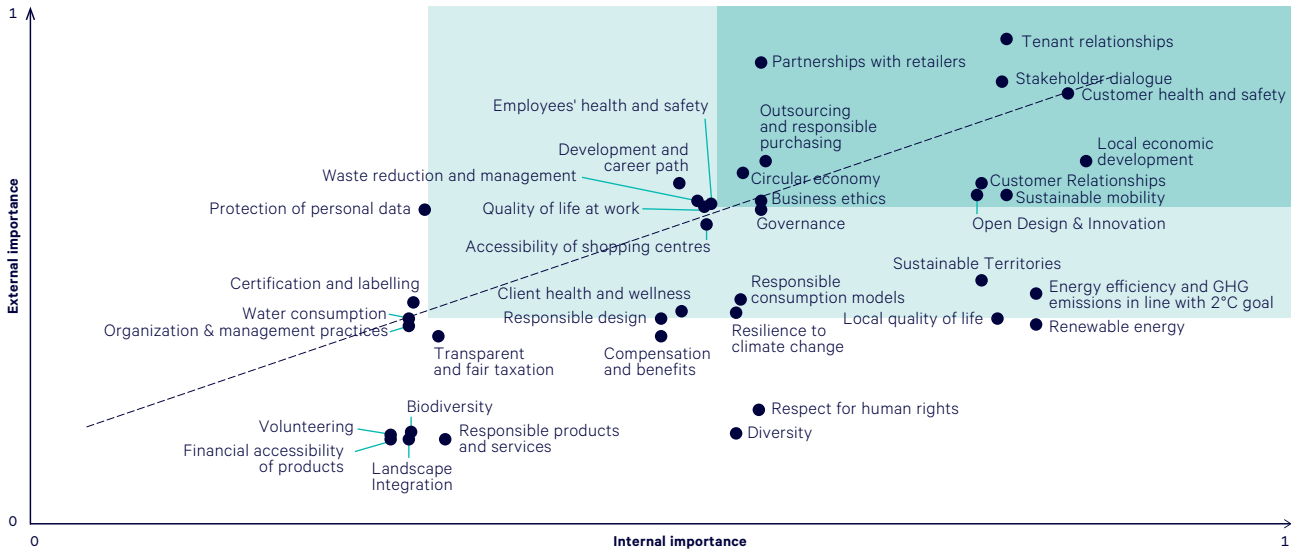 1
Tenant relationships
Partnerships with retailers
Stakeholder dialogue
Customer health and safety
Employees' health and safety
Outsourcing
and responsible
purchasing
Development and
career path
Local economic
development
Waste reduction and management
Circular economy
Customer Relationships
Business ethics
Sustainable mobility
Protection of personal data
Quality of life at work
Governance
Open Design & Innovation
Accessibility of shopping centres
External importance
Sustainable Territories
Certification and labelling
Client health and wellness
Responsible
consumption models
Energy efficiency and GHG
emissions in line with 2°C goal
Water consumption
Organization & management practices
Responsible design
Resilience to
climate change
Local quality of life
Renewable energy
Transparent
and fair taxation
Compensation
and benefits
Biodiversity
Respect for human rights
Volunteering
Responsible products
and services
Diversity
Financial accessibility
of products
Landscape
Integration
0
0
Internal importance
1